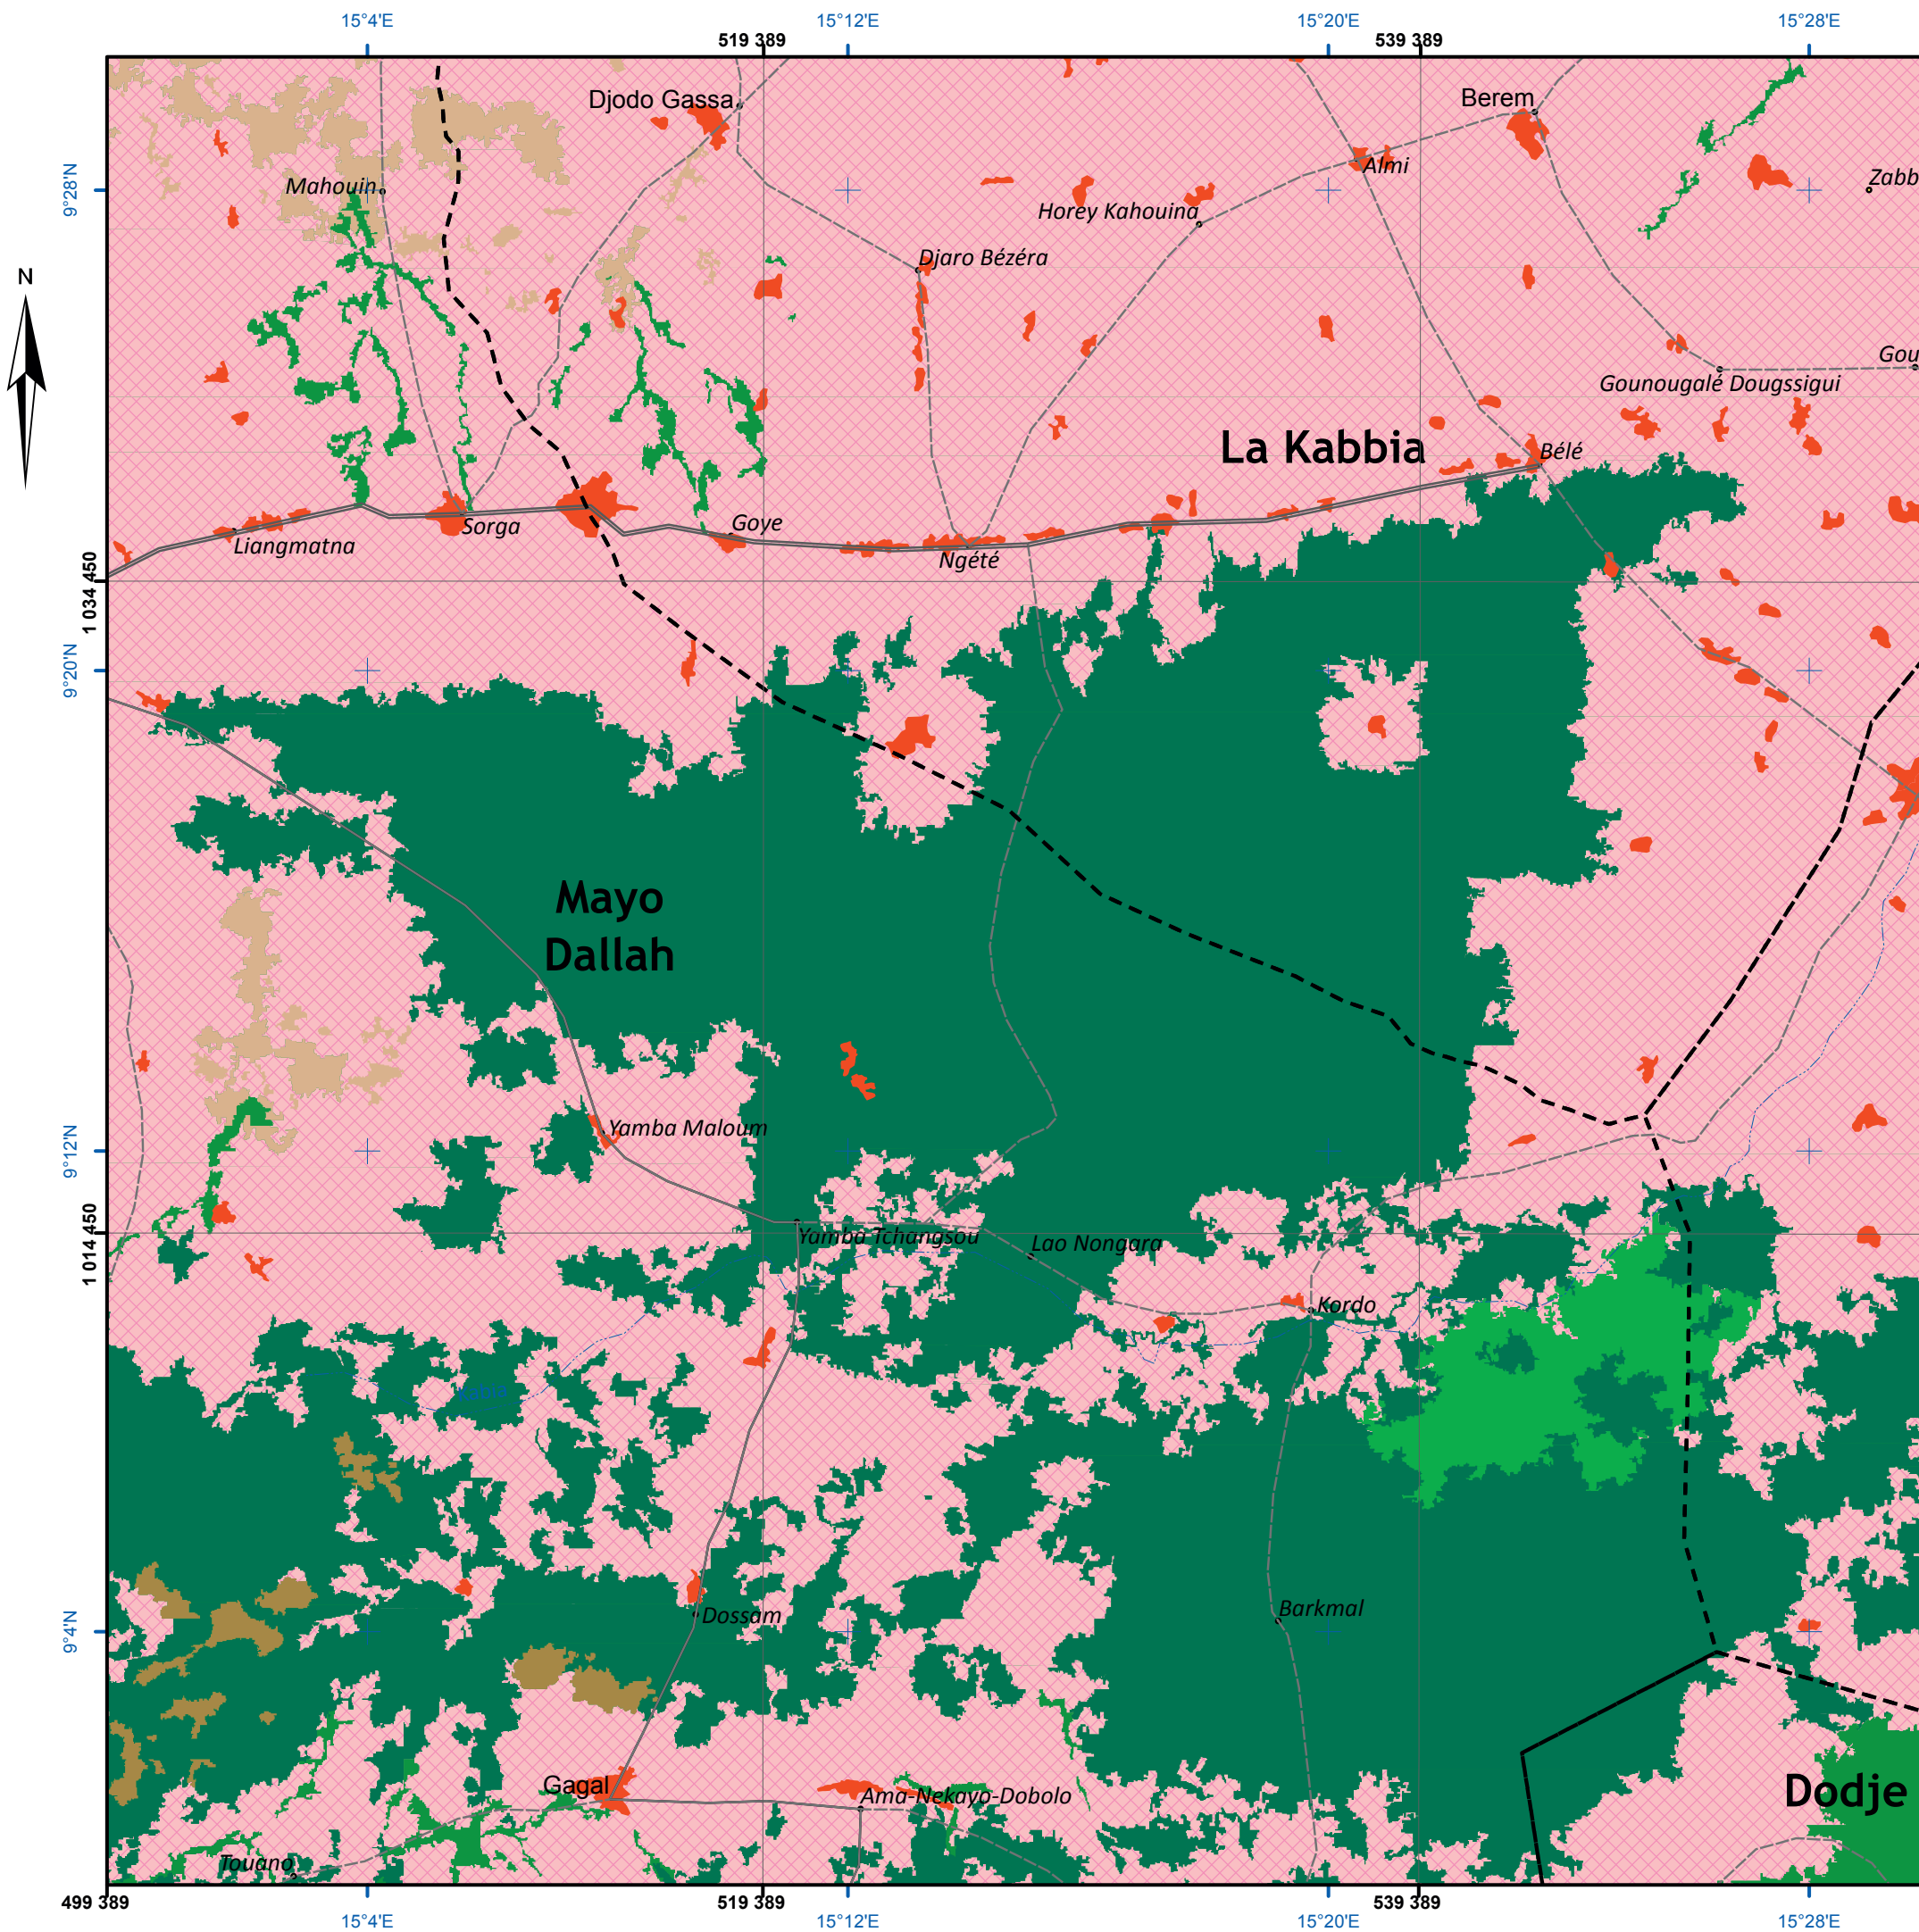 15°4'E
15°12'E
15°20'E
15°28'E
519 389
539 389
Djodo Gassa
Berem
Almi
9°28'N
Mahouin
Zabb
Horey Kahouina
Djaro Bézéra
N
Gou
Gounougalé Dougssigui
La Kabbia
Bélé
Sorga
Goye
Liangmatna
Ngété
1 034 450
9°20'N
Mayo
Dallah
Yamba Maloum
9°12'N
Yamba Tchangsou
Lao Nongara
1 014 450
Kordo
Kabia
Barkmal
Dossam
9°4'N
Gagal
Ama-Nekayo-Dobolo
Dodje
Touano
499 389
519 389
539 389
15°4'E
15°12'E
15°20'E
15°28'E